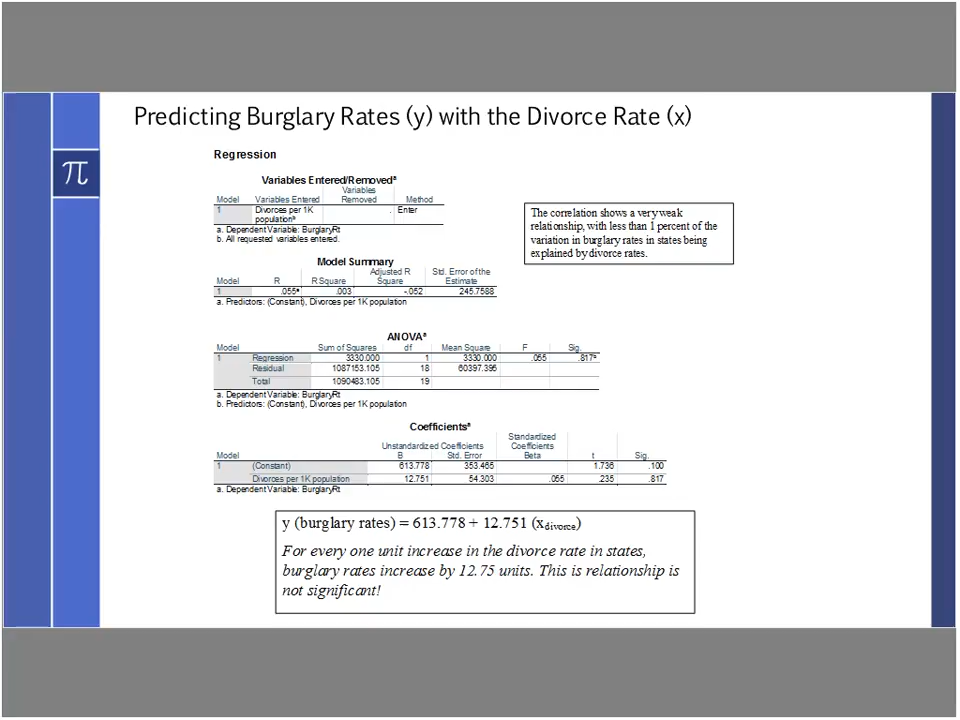 Predicting Burglary Rates (y) with the Divorce Rate (x)
π
Regression
Variables Entered/Removedᵃ
Model Variables Entered Variables Removed Method
1 Divorces per 1K populationᵇ . Enter
a. Dependent Variable: BurglaryRt
b. All requested variables entered.
The correlation shows a very weak
relationship, with less than 1 percent of the
variation in burglary rates in states being
explained by divorce rates.
Model Summary
Model R R Square Adjusted R Square Std. Error of the Estimate
1 .055ᵃ .003 -.052 245.7588
a. Predictors: (Constant), Divorces per 1K population
ANOVAᵃ
Model Sum of Squares df Mean Square F Sig.
1 Regression 3330.000 1 3330.000 .055 .817ᵇ
Residual 1087153.105 18 60397.395
Total 1090483.105 19
a. Dependent Variable: BurglaryRt
b. Predictors: (Constant), Divorces per 1K population
Coefficientsᵃ
Unstandardized Coefficients Standardized Coefficients
Model B Std. Error Beta t Sig.
1 (Constant) 613.778 353.465 1.736 .100
Divorces per 1K population 12.751 54.303 .055 .235 .817
a. Dependent Variable: BurglaryRt
y (burglary rates) = 613.778 + 12.751 (xdivorce)
For every one unit increase in the divorce rate in states,
burglary rates increase by 12.75 units. This is relationship is
not significant!